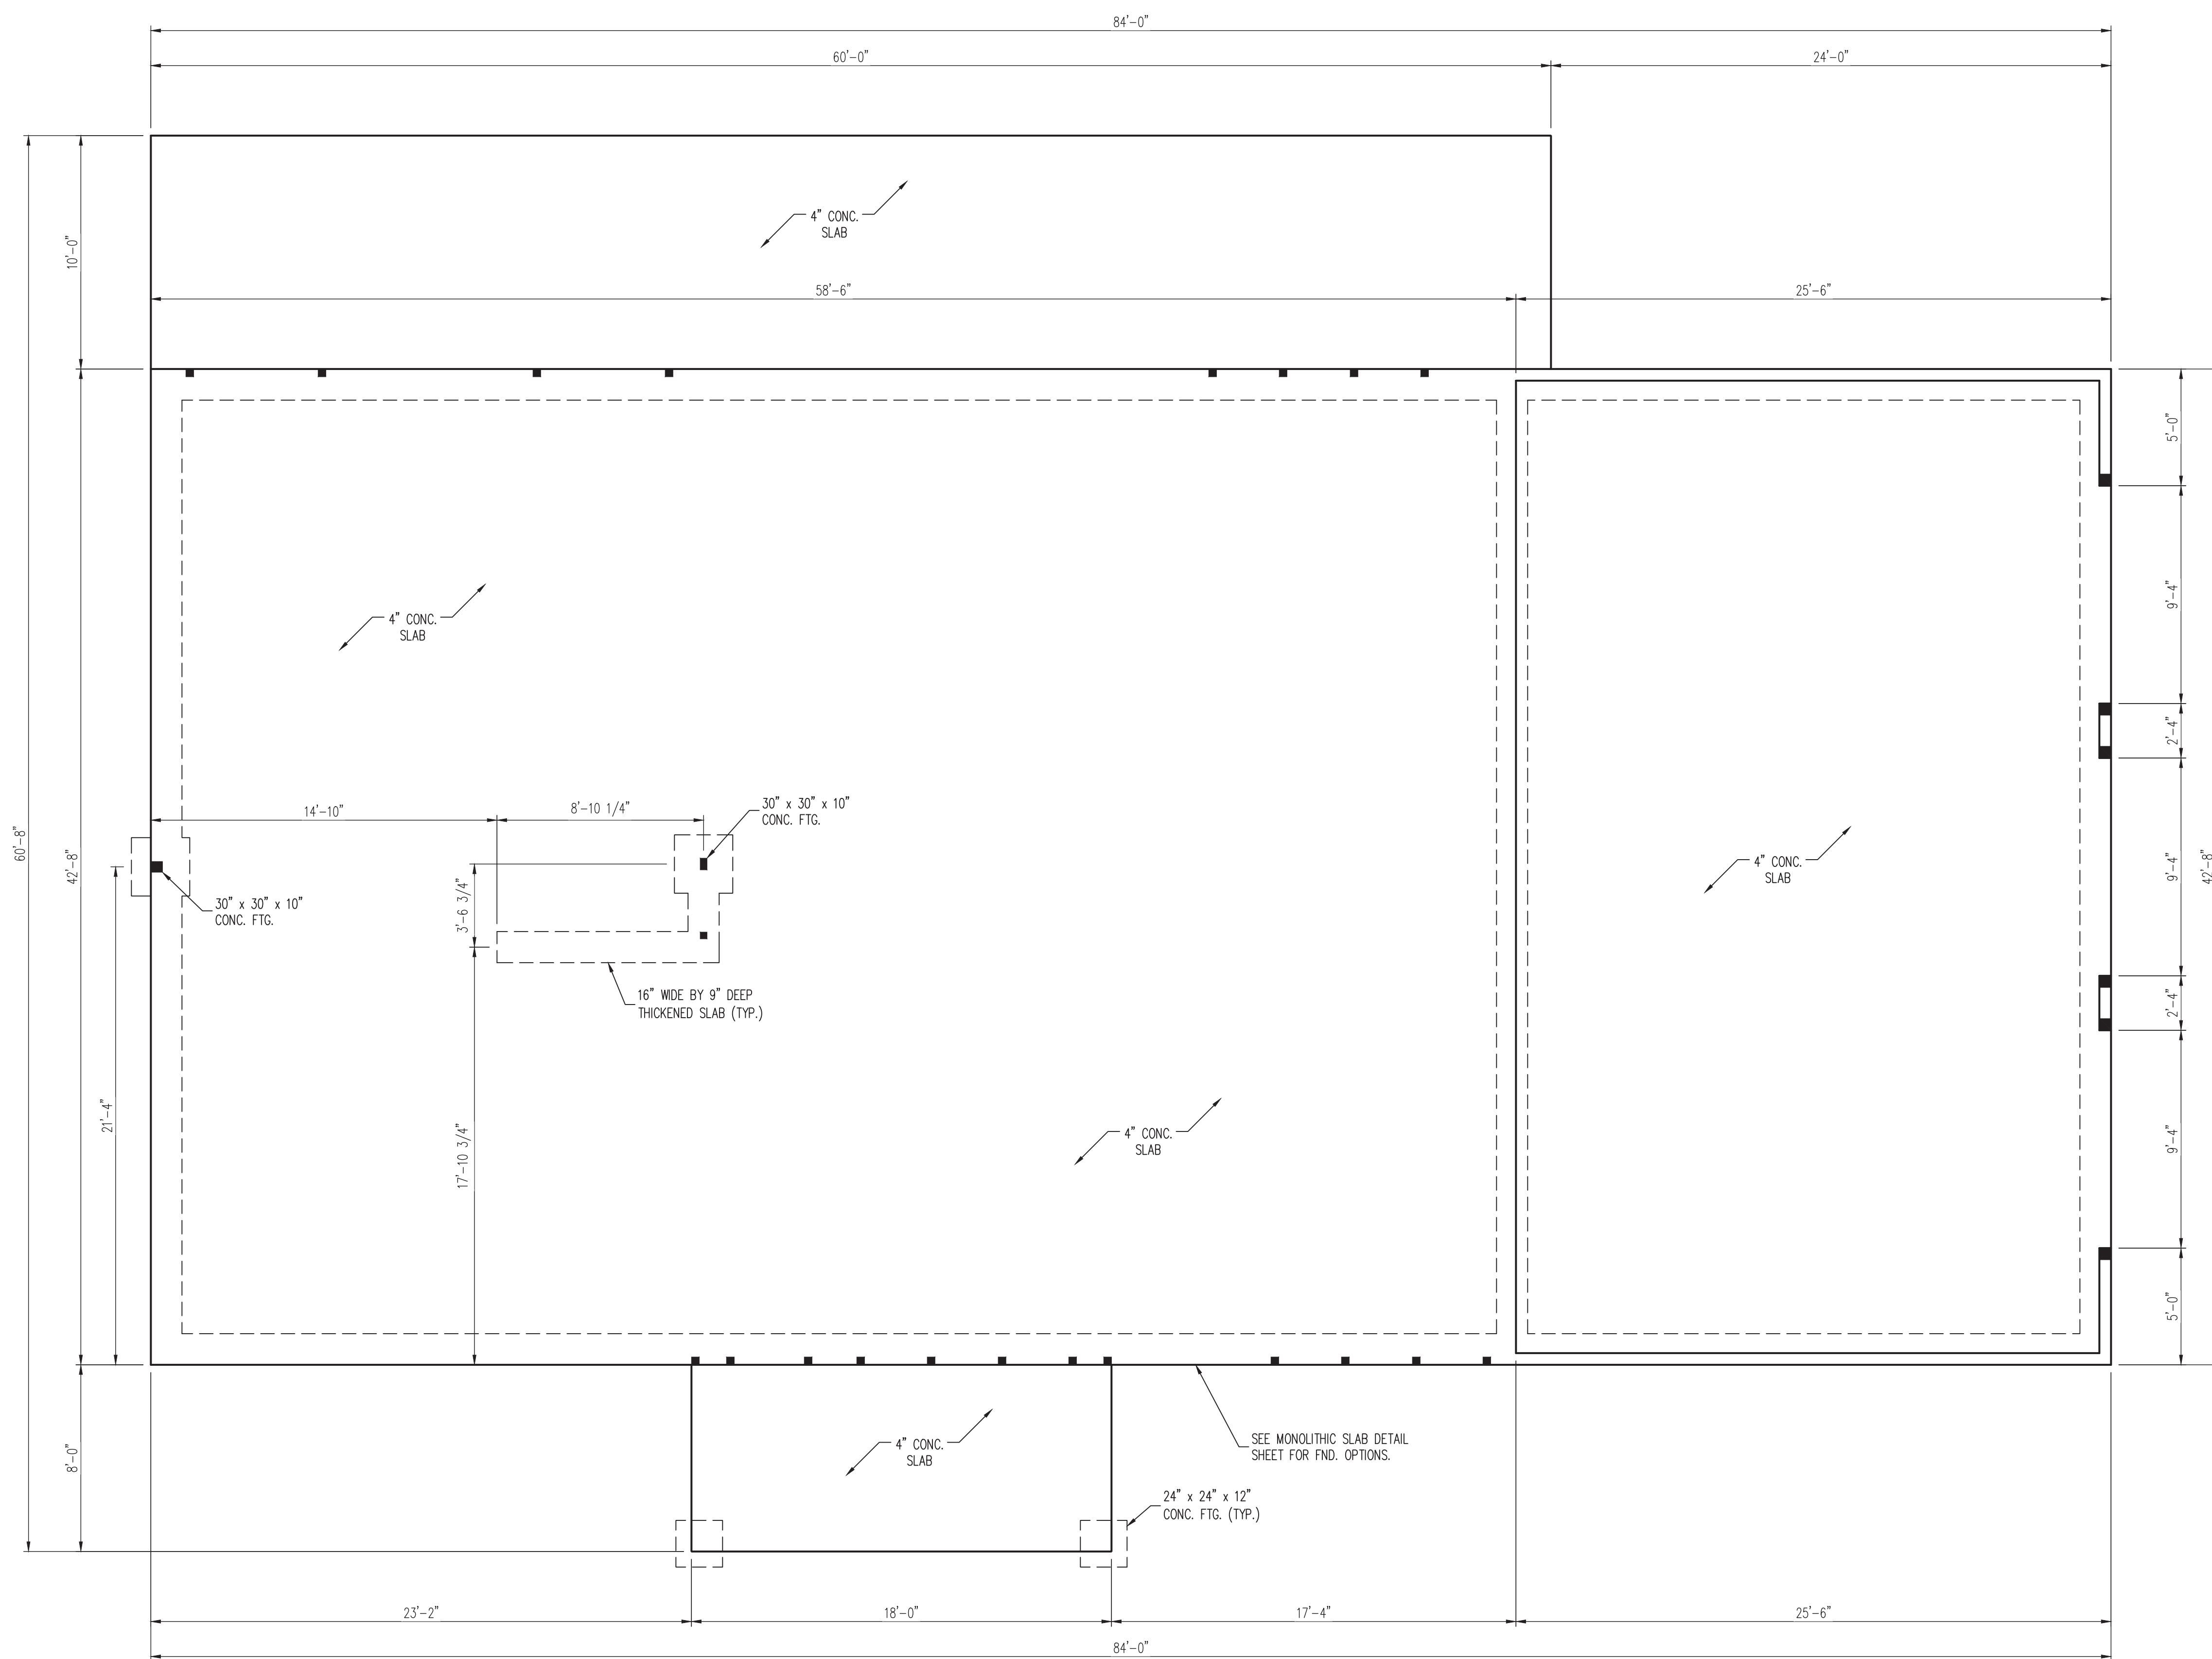 84'-0"
60'-0"
24'-0"
4" CONC.
SLAB
10'-0"
58'-6"
25'-6"
5'-0"
9'-4"
4" CONC.
SLAB
2'-4"
14'-10"
8'-10 1/4"
30" x 30" x 10"
CONC. FTG.
60'-8"
42'-8"
3'-6 3/4"
30" x 30" x 10"
CONC. FTG.
4" CONC.
SLAB
9'-4"
42'-8"
16" WIDE BY 9" DEEP
THICKENED SLAB (TYP.)
2'-4"
21'-4"
17'-10 3/4"
4" CONC.
SLAB
9'-4"
5'-0"
8'-0"
4" CONC.
SLAB
SEE MONOLITHIC SLAB DETAIL
SHEET FOR FND. OPTIONS.
24" x 24" x 12"
CONC. FTG. (TYP.)
23'-2"
18'-0"
17'-4"
25'-6"
84'-0"